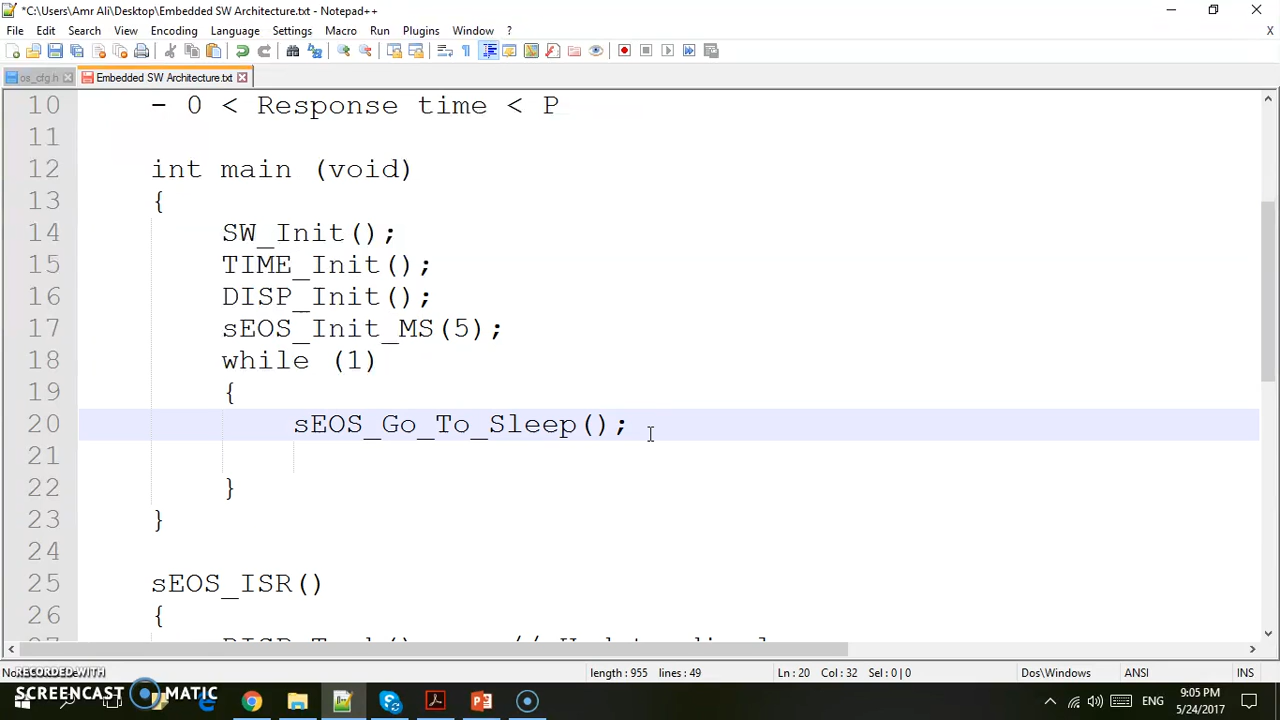 *C:\Users\Amr Ali\Desktop\Embedded SW Architecture.txt - Notepad++
File Edit Search View Encoding Language Settings Macro Run Plugins Window ? X
os_cfg.h Embedded SW Architecture.txt
10 - 0 < Response time < P
11
12 int main (void)
13 {
14 SW_Init();
15 TIME_Init();
16 DISP_Init();
17 sEOS_Init_MS(5);
18 while (1)
19 {
20 sEOS_Go_To_Sleep();
21
22 }
23 }
24
25 sEOS_ISR()
26 {
length : 955 lines : 49 Ln : 20 Col : 32 Sel : 0 | 0 Dos\Windows ANSI INS
RECORDED WITH
SCREENCAST MATIC
ENG
9:05 PM
5/24/2017